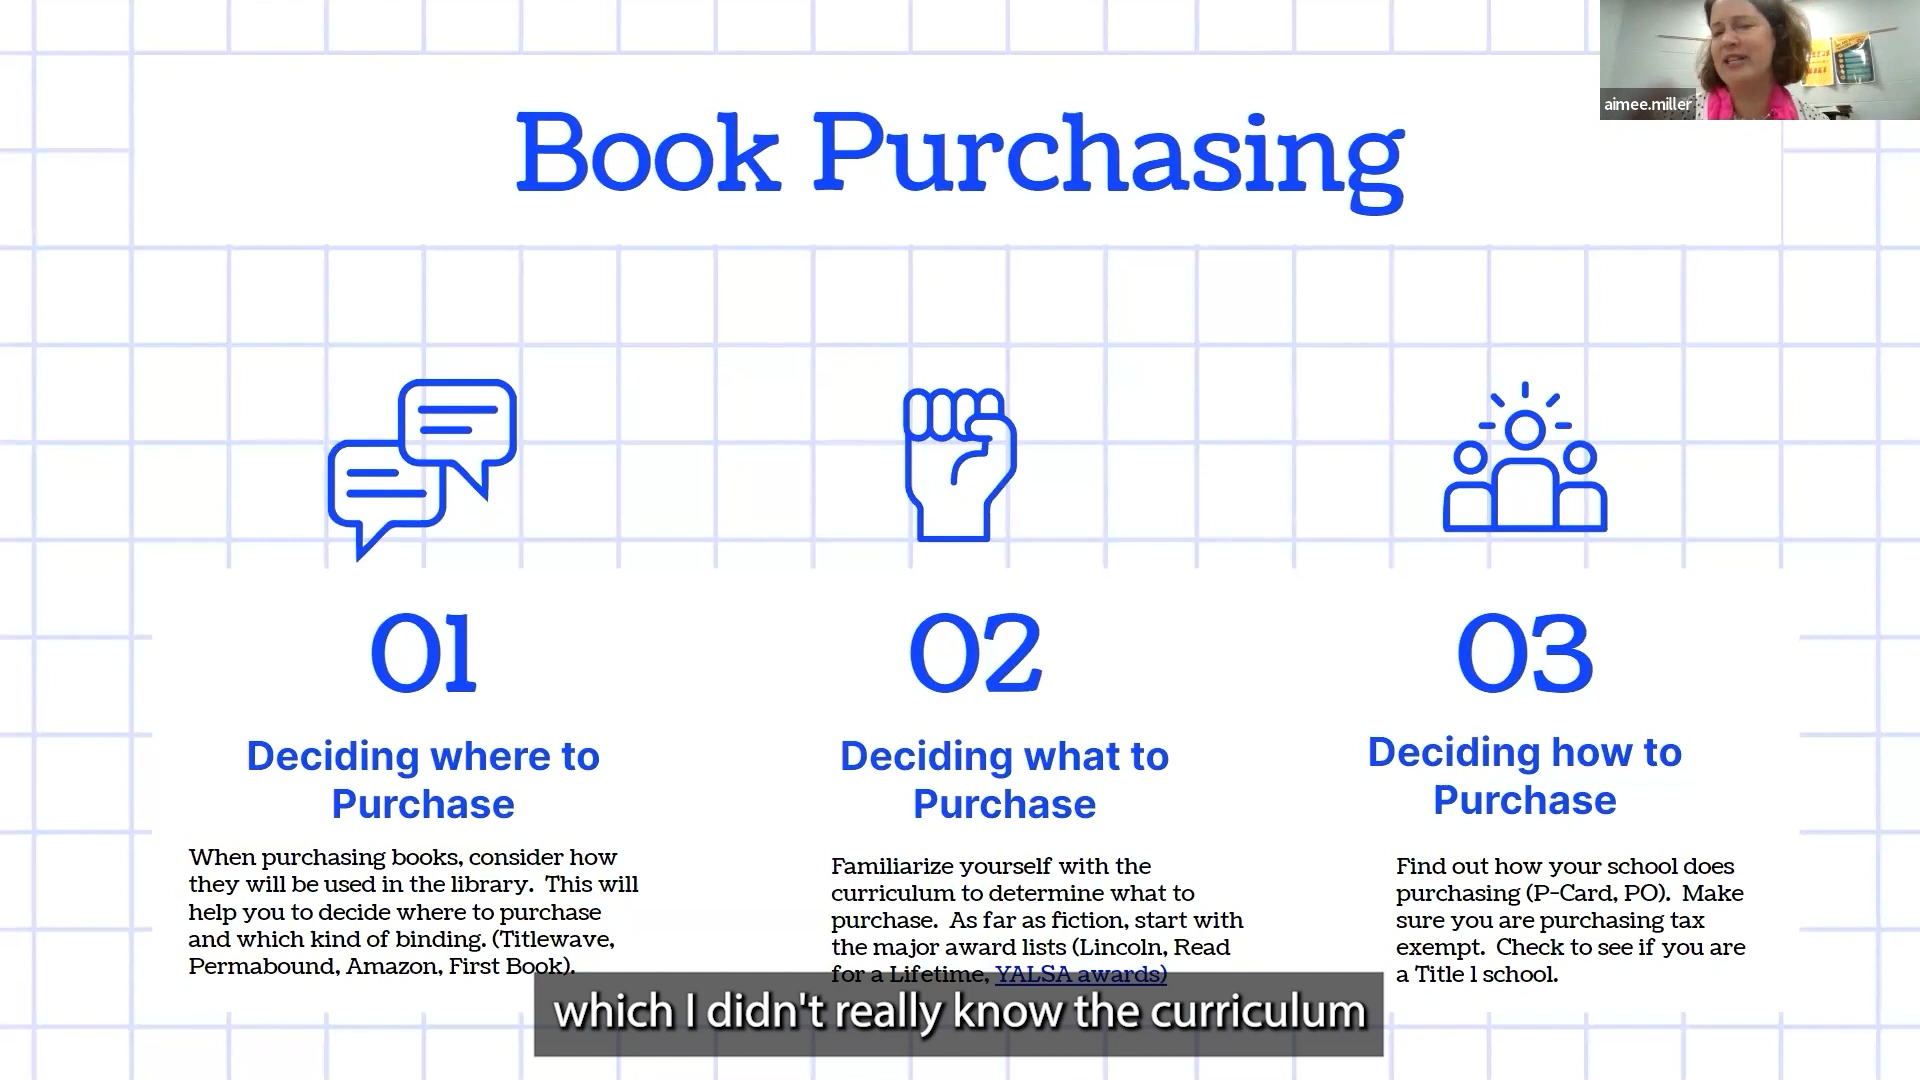 aimee.miller
Book Purchasing
01
Deciding where to
Purchase
When purchasing books, consider how
they will be used in the library. This will
help you to decide where to purchase
and which kind of binding. (Titlewave,
Permabound, Amazon, First Book).
02
Deciding what to
Purchase
Familiarize yourself with the
curriculum to determine what to
purchase. As far as fiction, start with
the major award lists (Lincoln, Read
for a Lifetime, YALSA awards)
03
Deciding how to
Purchase
Find out how your school does
purchasing (P-Card, PO). Make
sure you are purchasing tax
exempt. Check to see if you are
a Title 1 school.
which I didn't really know the curriculum